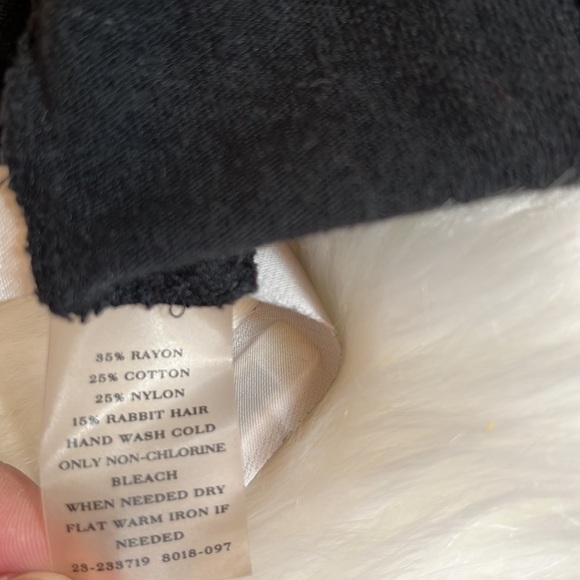 35% RAYON
25% COTTON
25% NYLON
15% RABBIT HAIR
HAND WASH COLD
ONLY NON-CHLORINE
BLEACH
WHEN NEEDED DRY
FLAT WARM IRON IF
NEEDED
23-233719 8018-097